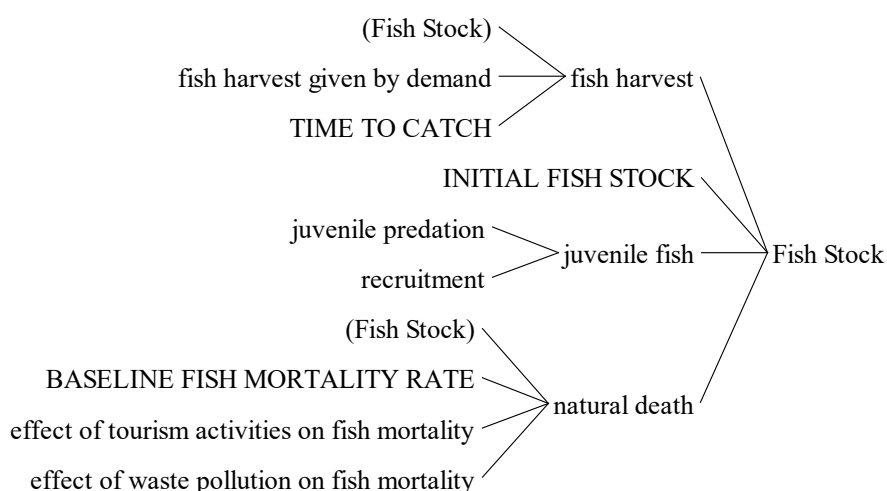 (Fish Stock)
fish harvest given by demand
fish harvest
TIME TO CATCH
INITIAL FISH STOCK
juvenile predation
juvenile fish
Fish Stock
recruitment
(Fish Stock)
BASELINE FISH MORTALITY RATE
natural death
effect of tourism activities on fish mortality
effect of waste pollution on fish mortality